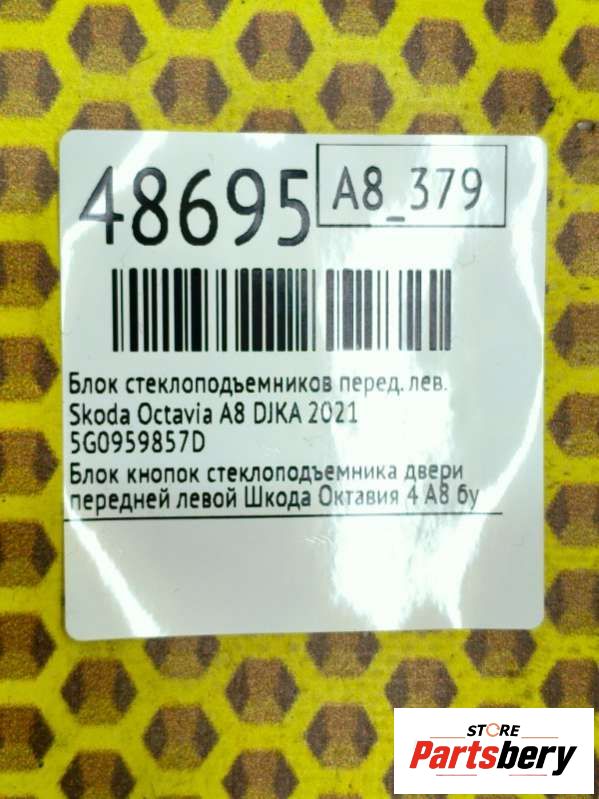 48695
A8_379
Блок стеклоподъемников перед. лев.
Skoda Octavia A8 DJKA 2021
5G0959857D
Блок кнопок стеклоподъемника двери
передней левой Шкода Октавия 4 А8 бу
STORE
Partsbery